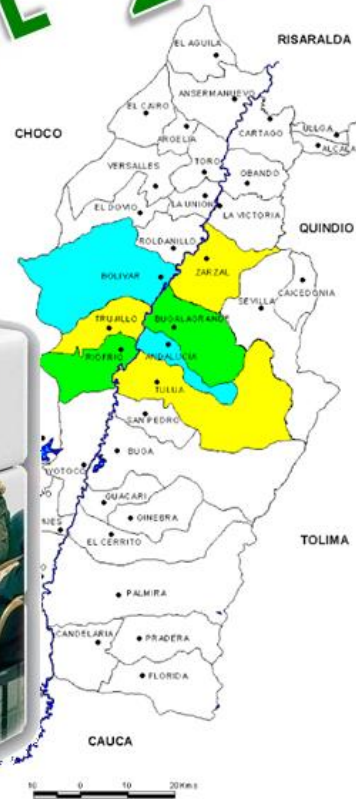 EL AGUILA
RISARALDA
ANSERMANUEVO
EL CAIRO
CHOCO
ARGELIA
CARTAGO
ULLOA
ALCALA
VERSALLES
TORO
OBANDO
EL DOVIO
LA UNION
LA VICTORIA
ROLDANILLO
QUINDIO
BOLIVAR
ZARZAL
CAICEDONIA
SEVILLA
TRUJILLO
BUGALAGRANDE
RIOFRIO
ANDALUCIA
TULUA
SAN PEDRO
BUGA
YOTOCO
GUACARI
GINEBRA
EL CERRITO
TOLIMA
PALMIRA
CANDELARIA
PRADERA
FLORIDA
CAUCA
10 0 10 20 Kms